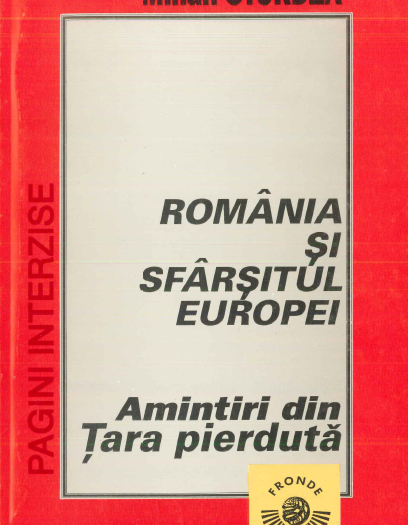 ROMÂNIA
ȘI
SFÂRȘITUL
EUROPEI
Amintiri din
Țara pierdută
PAGINI INTERZISE
FRONDE